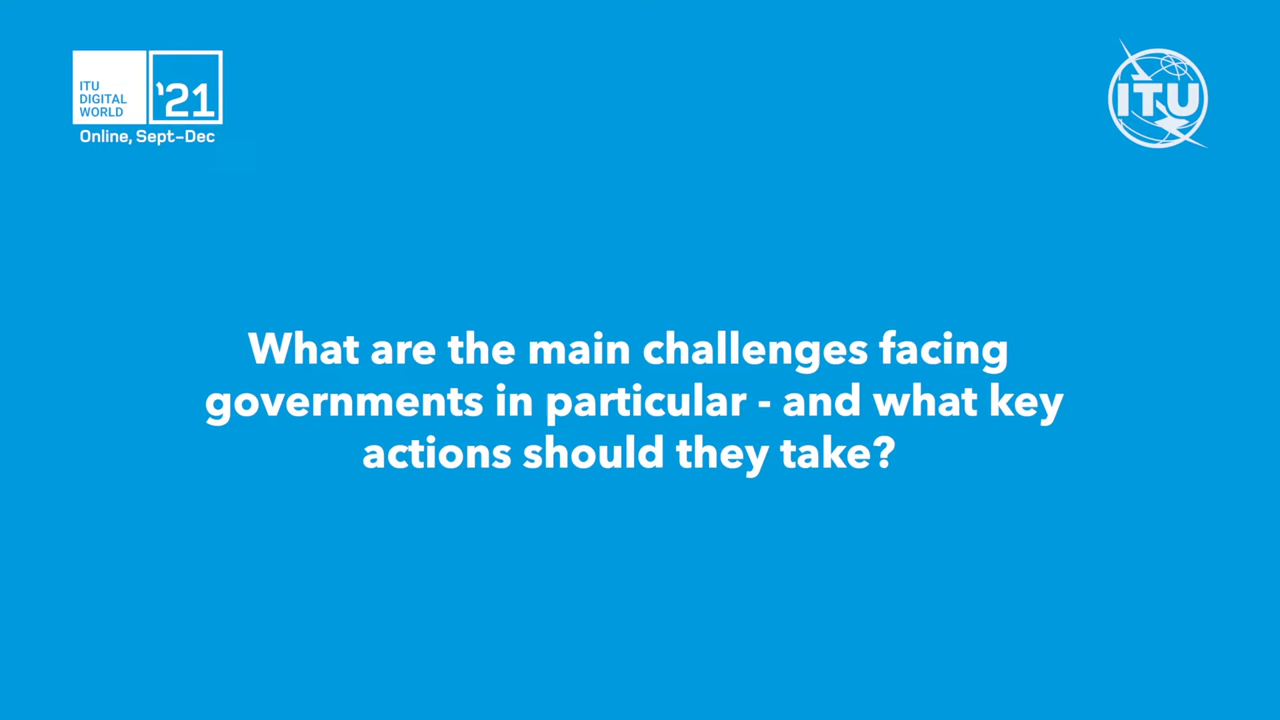 ITU
DIGITAL
WORLD
'21
Online, Sept-Dec
ITU
What are the main challenges facing
governments in particular - and what key
actions should they take?